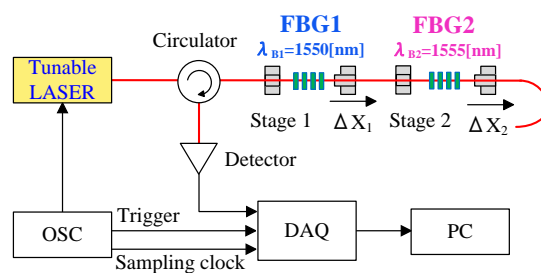 FBG1
FBG2
Circulator
λB1=1550[nm]
λB2=1555[nm]
Tunable
LASER
Stage 1
ΔX1
Stage 2
ΔX2
Detector
Trigger
OSC
DAQ
PC
Sampling clock